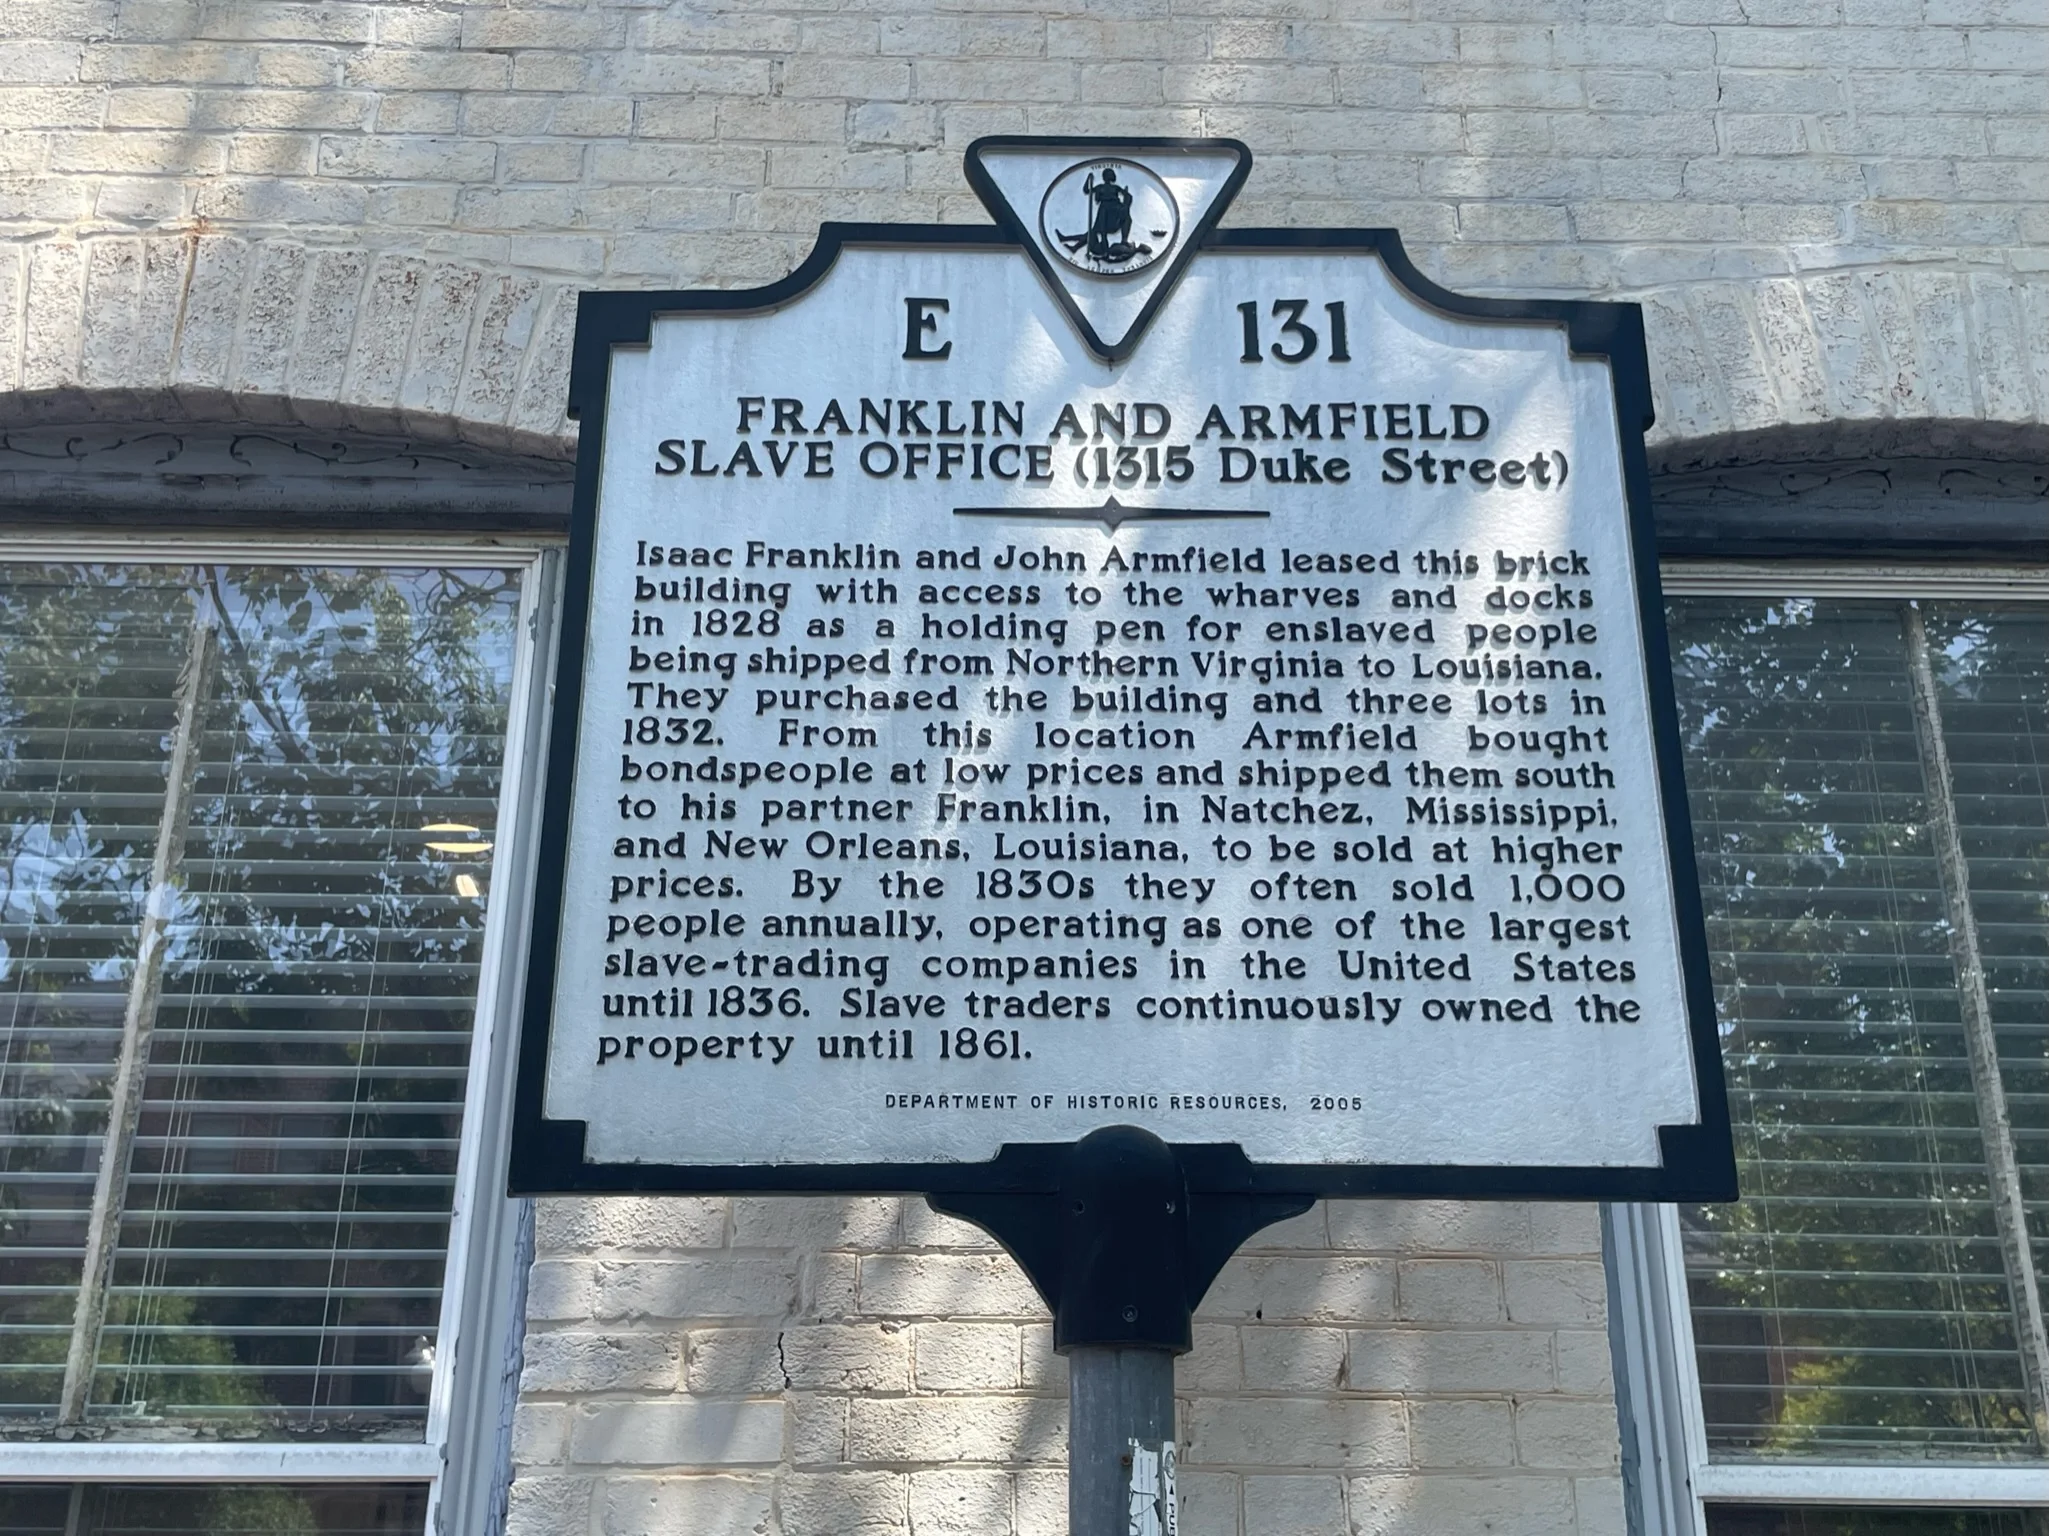 VIRGINIA
E 131
FRANKLIN AND ARMFIELD
SLAVE OFFICE (1315 Duke Street)
Isaac Franklin and John Armfield leased this brick
building with access to the wharves and docks
in 1828 as a holding pen for enslaved people
being shipped from Northern Virginia to Louisiana.
They purchased the building and three lots in
1832. From this location Armfield bought
bondspeople at low prices and shipped them south
to his partner Franklin, in Natchez, Mississippi,
and New Orleans, Louisiana, to be sold at higher
prices. By the 1830s they often sold 1,000
people annually, operating as one of the largest
slave-trading companies in the United States
until 1836. Slave traders continuously owned the
property until 1861.
DEPARTMENT OF HISTORIC RESOURCES, 2005